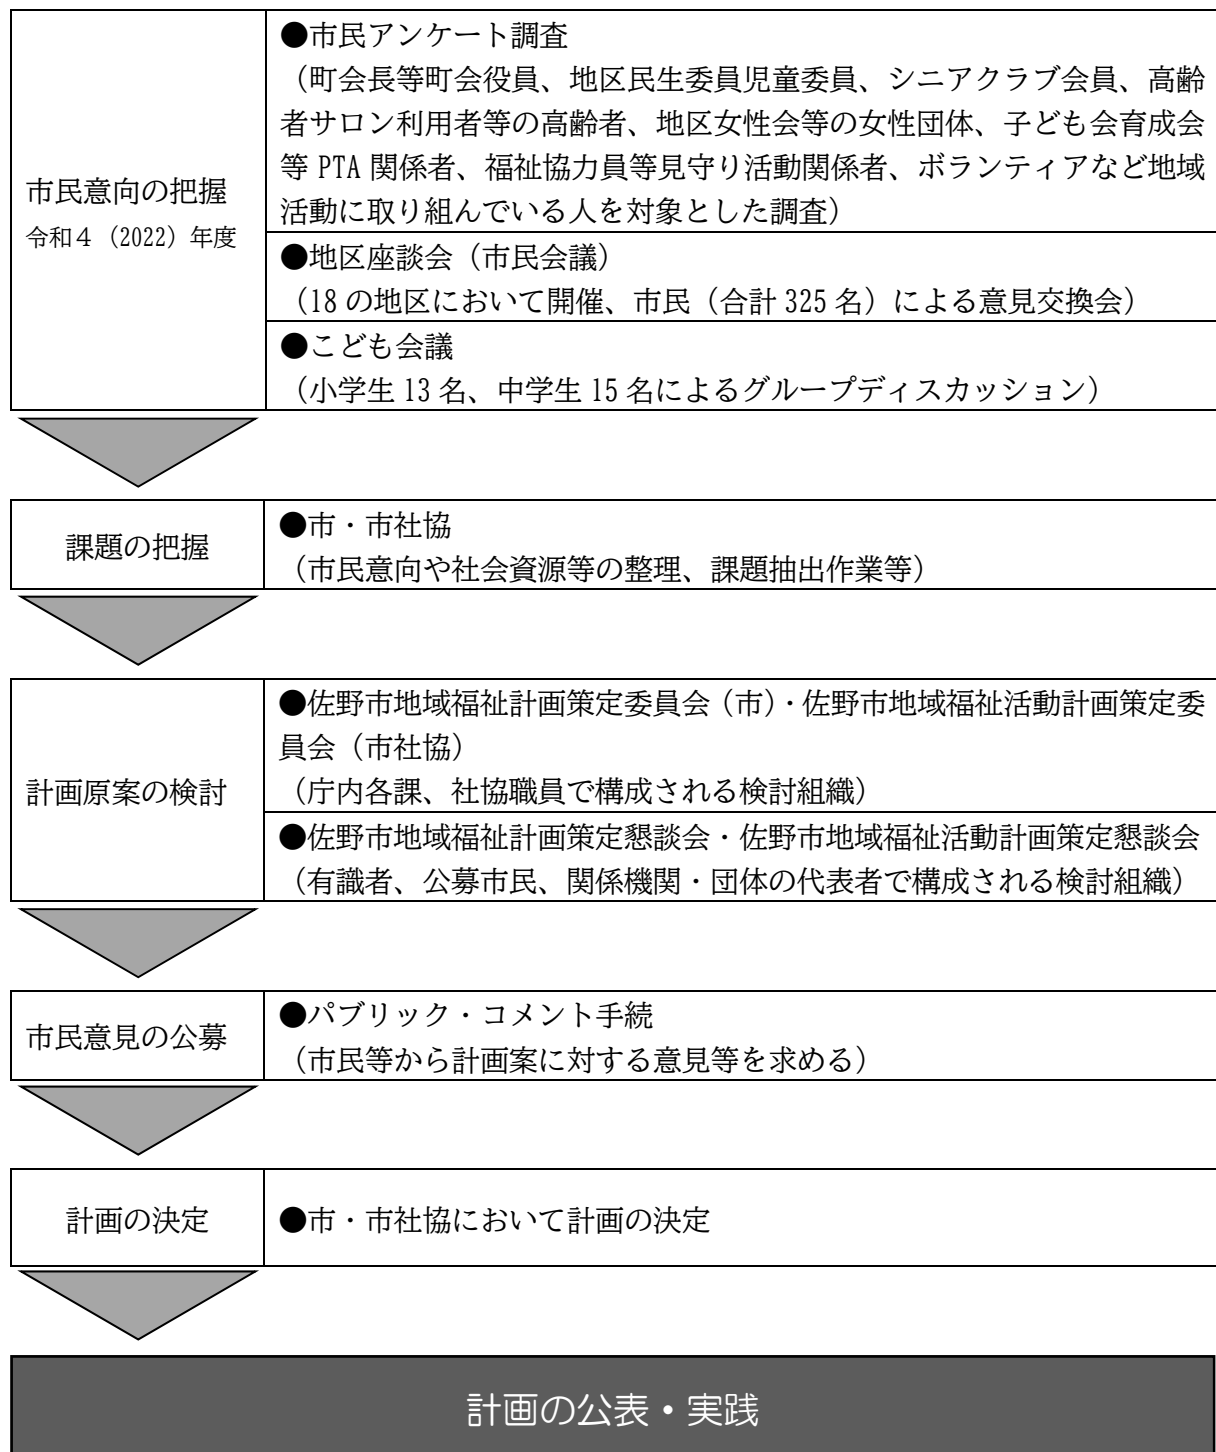 市民意向の把握
令和４（2022）年度
●市民アンケート調査
（町会長等町会役員、地区民生委員児童委員、シニアクラブ会員、高齢
者サロン利用者等の高齢者、地区女性会等の女性団体、子ども会育成会
等 PTA 関係者、福祉協力員等見守り活動関係者、ボランティアなど地域
活動に取り組んでいる人を対象とした調査）
●地区座談会（市民会議）
（18 の地区において開催、市民（合計 325 名）による意見交換会）
●こども会議
（小学生 13 名、中学生 15 名によるグループディスカッション）
課題の把握
●市・市社協
（市民意向や社会資源等の整理、課題抽出作業等）
計画原案の検討
●佐野市地域福祉計画策定委員会（市）・佐野市地域福祉活動計画策定委
員会（市社協）
（庁内各課、社協職員で構成される検討組織）
●佐野市地域福祉計画策定懇談会・佐野市地域福祉活動計画策定懇談会
（有識者、公募市民、関係機関・団体の代表者で構成される検討組織）
市民意見の公募
●パブリック・コメント手続
（市民等から計画案に対する意見等を求める）
計画の決定
●市・市社協において計画の決定
計画の公表・実践